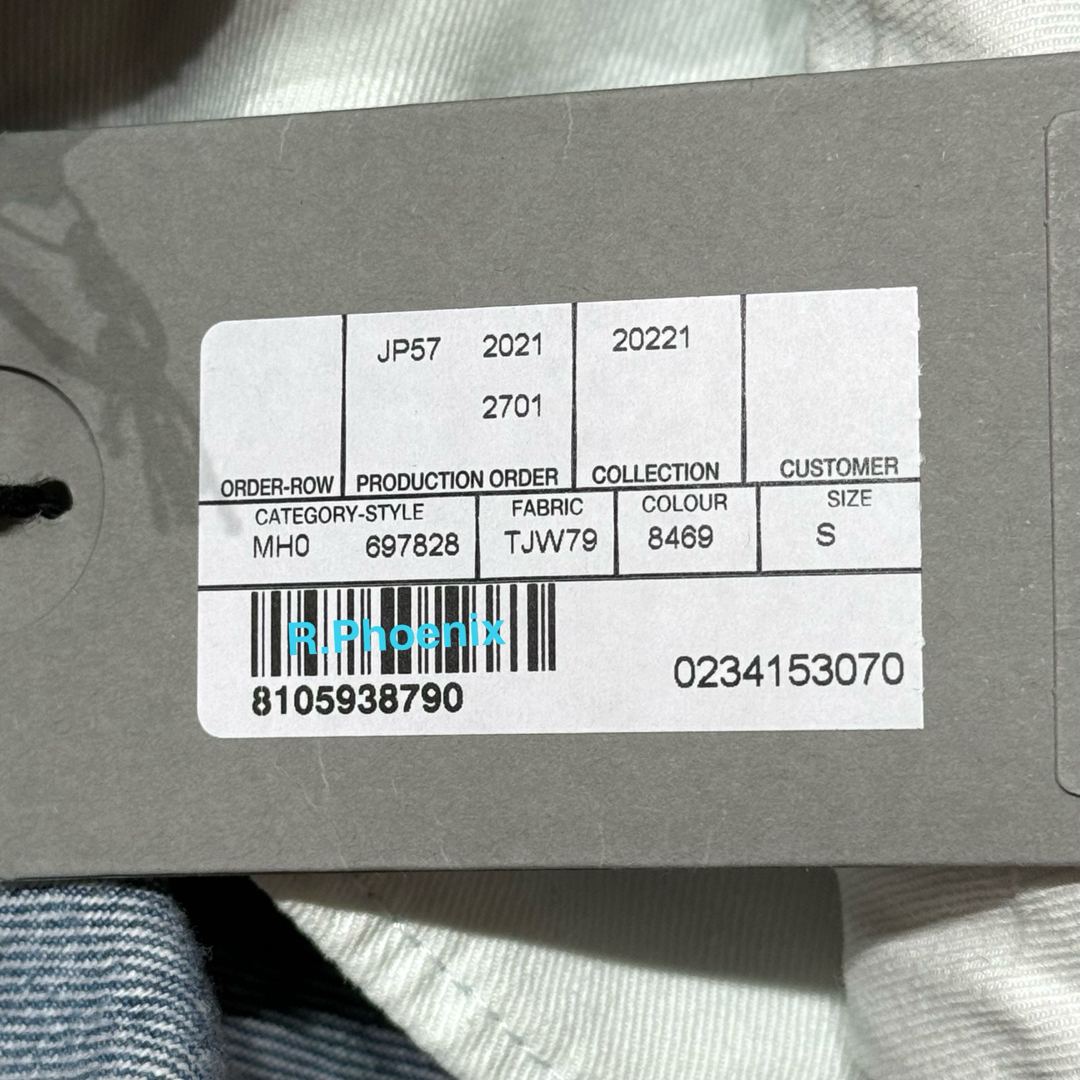 JP57 2021 20221
2701
ORDER-ROW PRODUCTION ORDER COLLECTION CUSTOMER
CATEGORY-STYLE FABRIC COLOUR SIZE
MH0 697828 TJW79 8469 S
R.Phoenix
8105938790 0234153070